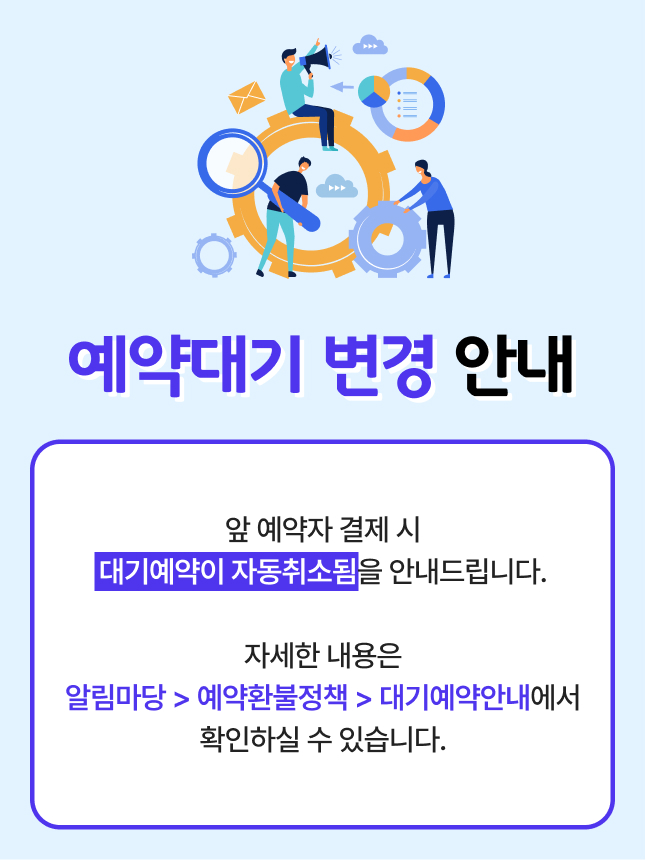 예약대기 변경 안내
앞 예약자 결제 시
대기예약이 자동취소됨을 안내드립니다.
자세한 내용은
알림마당 > 예약환불정책 > 대기예약안내에서
확인하실 수 있습니다.